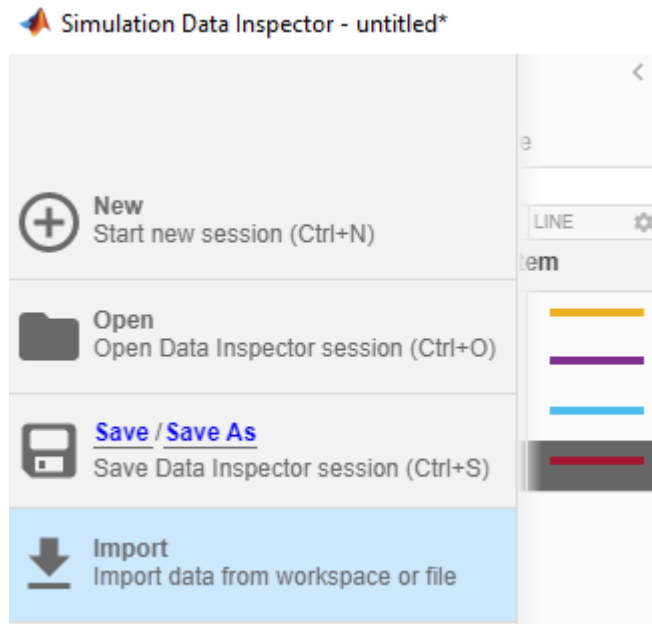 Simulation Data Inspector - untitled*
e
New
Start new session (Ctrl+N)
LINE
tem
Open
Open Data Inspector session (Ctrl+O)
Save / Save As
Save Data Inspector session (Ctrl+S)
Import
Import data from workspace or file